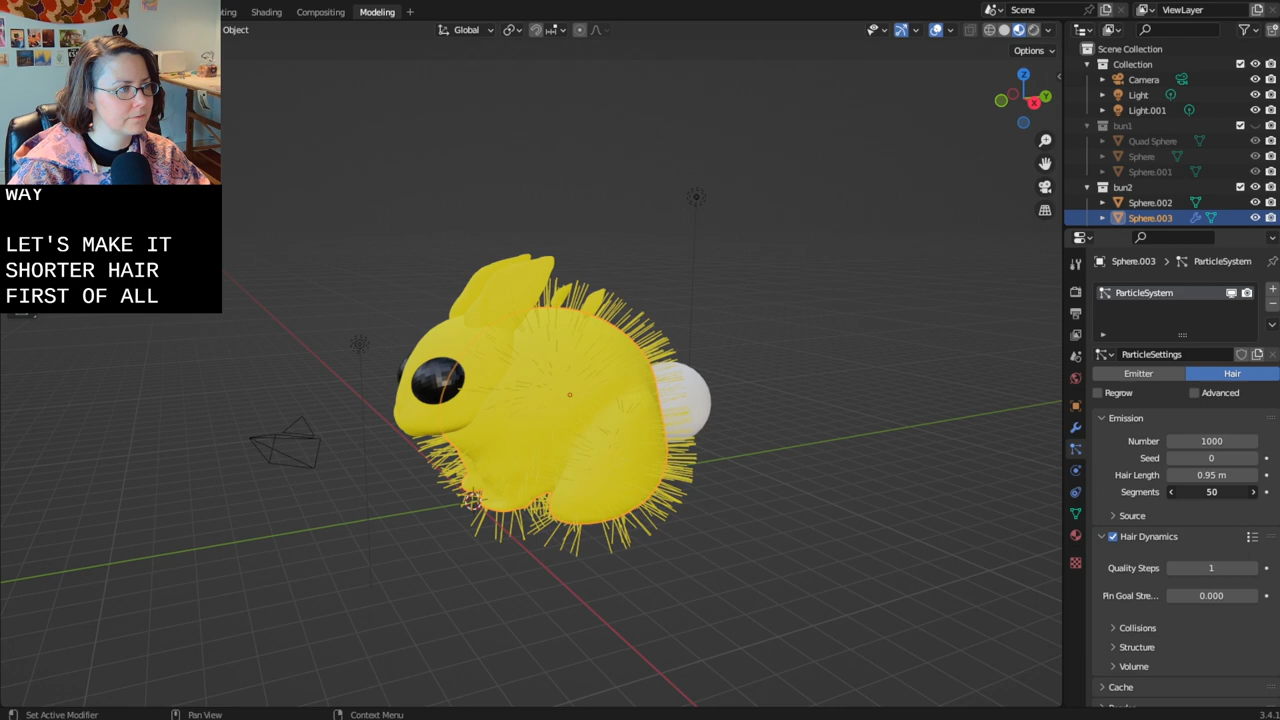 Shading
Compositing
Modeling
+
Scene
ViewLayer
Object
Global
Options
Scene Collection
Collection
Camera
Light
Light.001
bun1
Quad Sphere
Sphere
Sphere.001
bun2
Sphere.002
Sphere.003
X
Y
Z
WAY
LET'S MAKE IT
SHORTER HAIR
FIRST OF ALL
Sphere.003 > ParticleSystem
ParticleSystem
ParticleSettings
Emitter
Hair
Regrow
Advanced
Emission
Number 1000
Seed 0
Hair Length 0.95 m
Segments 50
Source
Hair Dynamics
Quality Steps 1
Pin Goal Stre... 0.000
Collisions
Structure
Volume
Cache
Set Active Modifier
Pan View
Context Menu